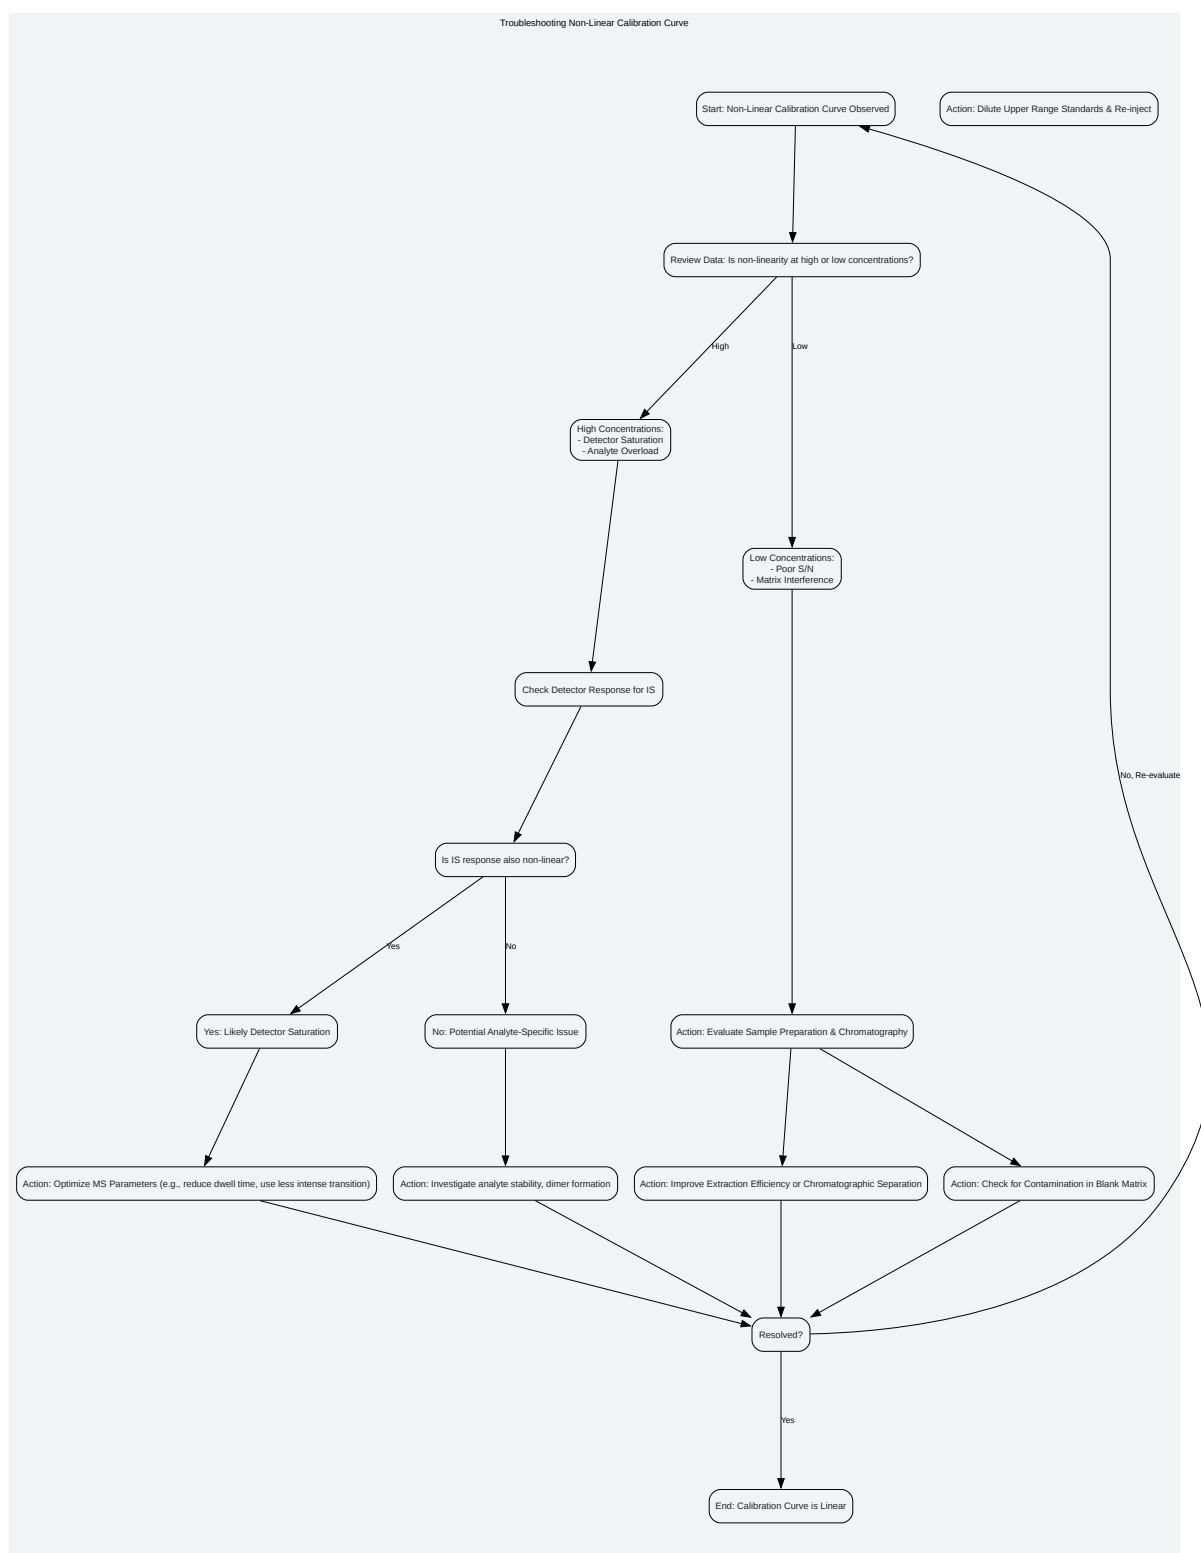 Troubleshooting Non-Linear Calibration Curve
Start: Non-Linear Calibration Curve Observed
Action: Dilute Upper Range Standards & Re-inject
Review Data: Is non-linearity at high or low concentrations?
High
Low
High Concentrations:
- Detector Saturation
- Analyte Overload
Low Concentrations:
- Poor S/N
- Matrix Interference
Check Detector Response for IS
No, Re-evaluate
Is IS response also non-linear?
Yes
No
Yes: Likely Detector Saturation
No: Potential Analyte-Specific Issue
Action: Evaluate Sample Preparation & Chromatography
Action: Optimize MS Parameters (e.g., reduce dwell time, use less intense transition)
Action: Investigate analyte stability, dimer formation
Action: Improve Extraction Efficiency or Chromatographic Separation
Action: Check for Contamination in Blank Matrix
Resolved?
Yes
End: Calibration Curve is Linear